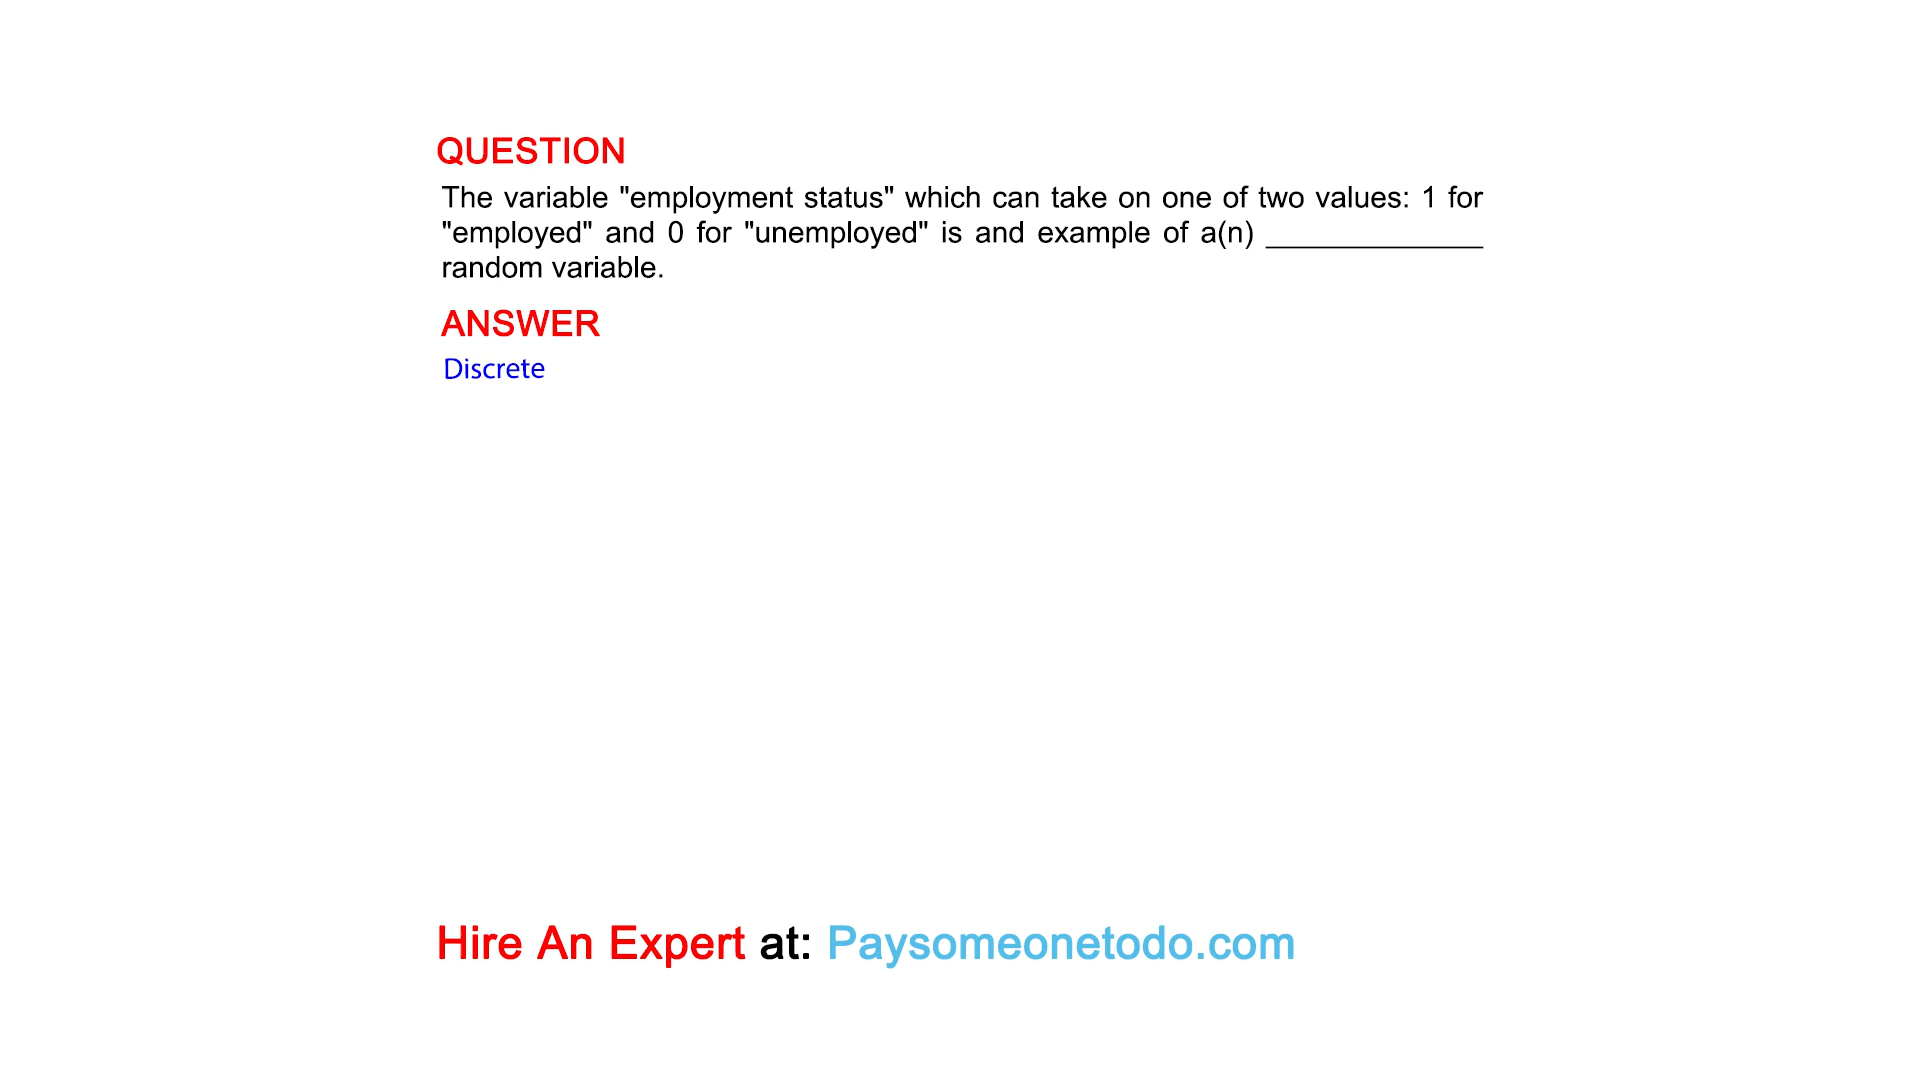 QUESTION
The variable "employment status" which can take on one of two values: 1 for
"employed" and 0 for "unemployed" is and example of a(n) _____________
random variable.
ANSWER
Discrete
Hire An Expert at: Paysomeonetodo.com